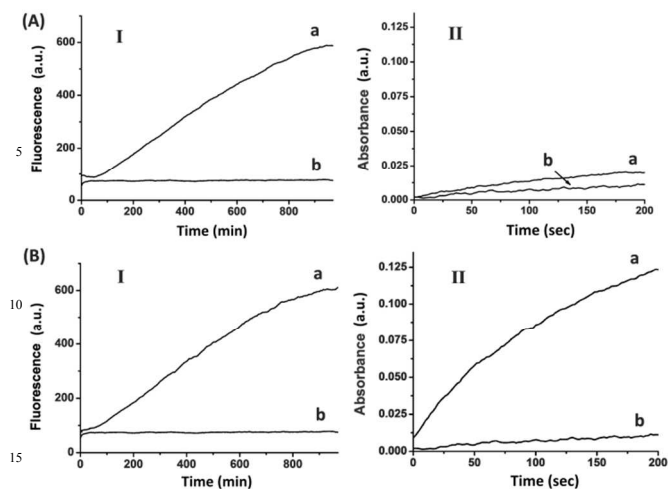 (A)
I
a
b
Fluorescence (a.u.)
600
400
200
0
0 200 400 600 800
Time (min)
II
b
a
Absorbance (a.u.)
0.125
0.100
0.075
0.050
0.025
0.000
0 50 100 150 200
Time (sec)
5
(B)
I
a
b
Fluorescence (a.u.)
600
400
200
0
0 200 400 600 800
Time (min)
II
a
b
Absorbance (a.u.)
0.125
0.100
0.075
0.050
0.025
0.000
0 50 100 150 200
Time (sec)
10
15